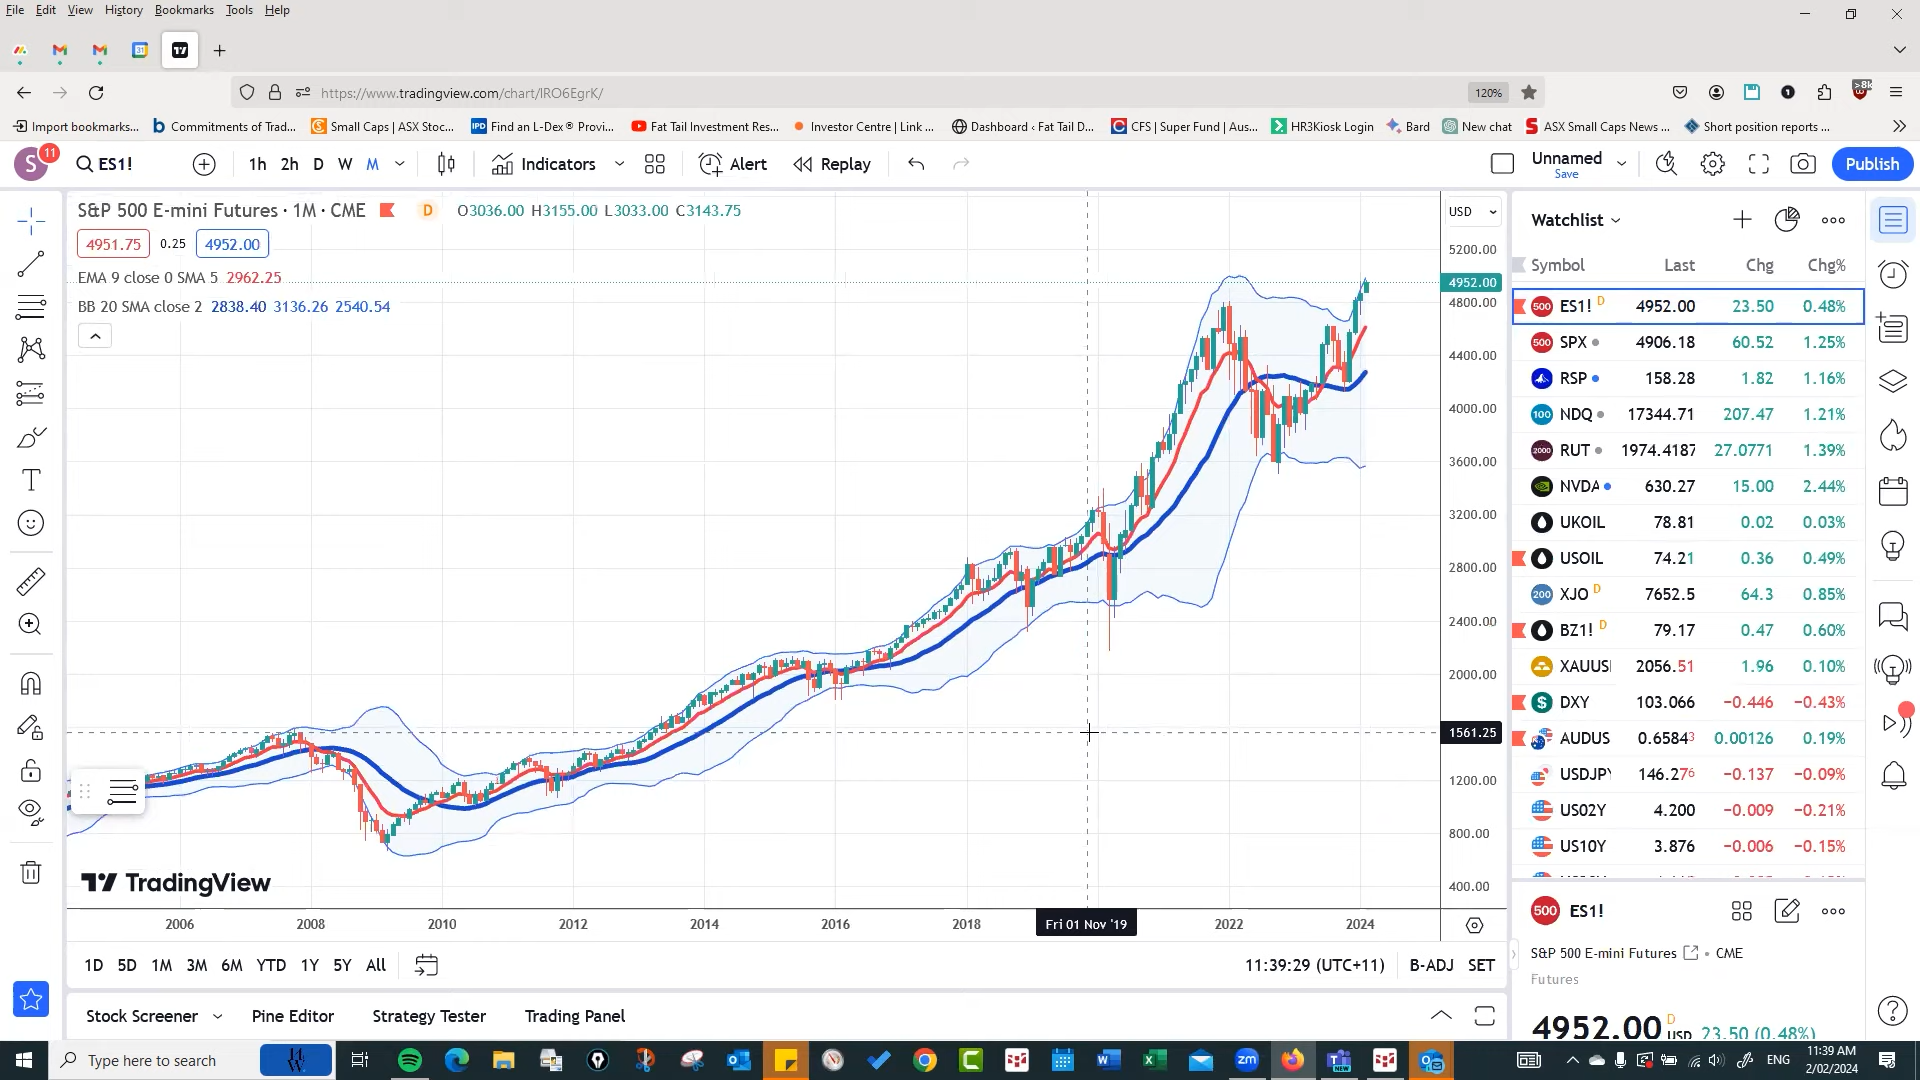 File Edit View History Bookmarks Tools Help
https://www.tradingview.com/chart/lRO6EgrK/ 120% >8k
Import bookmarks... Commitments of Trad... Small Caps | ASX Stoc... Find an L-Dex® Provi... Fat Tail Investment Res... Investor Centre | Link ... Dashboard ‹ Fat Tail D... CFS | Super Fund | Aus... HR3Kiosk Login Bard New chat ASX Small Caps News ... Short position reports ...
S 11 ES1! 1h 2h D W M Indicators Alert Replay Unnamed Save Publish
S&P 500 E-mini Futures · 1M · CME D O3036.00 H3155.00 L3033.00 C3143.75 USD
4951.75 0.25 4952.00
EMA 9 close 0 SMA 5 2962.25
BB 20 SMA close 2 2838.40 3136.26 2540.54
5200.00
4952.00
4800.00
4400.00
4000.00
3600.00
3200.00
2800.00
2400.00
2000.00
1561.25
1200.00
800.00
400.00
TradingView
2006 2008 2010 2012 2014 2016 2018 Fri 01 Nov '19 2022 2024
1D 5D 1M 3M 6M YTD 1Y 5Y All 11:39:29 (UTC+11) B-ADJ SET
Stock Screener Pine Editor Strategy Tester Trading Panel
Watchlist
Symbol Last Chg Chg%
500 ES1! D 4952.00 23.50 0.48%
500 SPX 4906.18 60.52 1.25%
RSP 158.28 1.82 1.16%
100 NDQ 17344.71 207.47 1.21%
2000 RUT 1974.4187 27.0771 1.39%
NVDA 630.27 15.00 2.44%
UKOIL 78.81 0.02 0.03%
USOIL 74.21 0.36 0.49%
200 XJO D 7652.5 64.3 0.85%
BZ1! D 79.17 0.47 0.60%
XAUUS 2056.51 1.96 0.10%
DXY 103.066 −0.446 −0.43%
AUDUS 0.65843 0.00126 0.19%
USDJPY 146.276 −0.137 −0.09%
US02Y 4.200 −0.009 −0.21%
US10Y 3.876 −0.006 −0.15%
500 ES1!
S&P 500 E-mini Futures • CME
Futures
4952.00 D USD 23.50 (0.48%)
Type here to search ENG 11:39 AM
2/02/2024